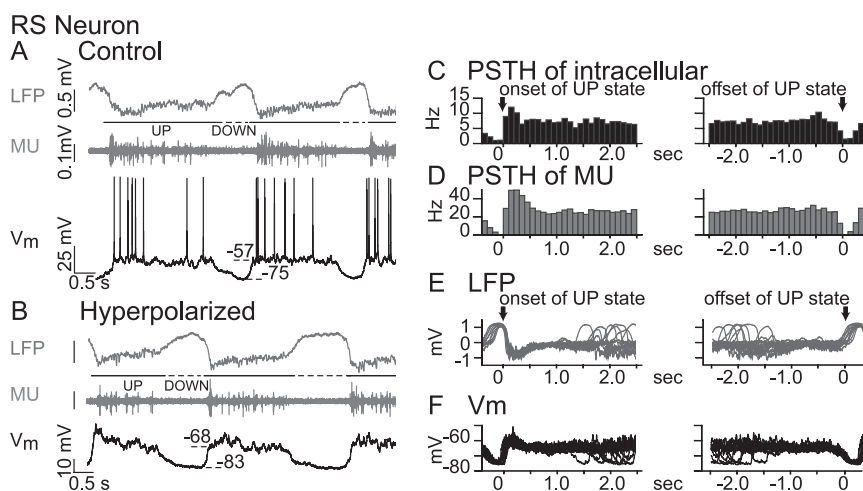 RS Neuron
A Control
LFP
0.5 mV
UP DOWN
MU
0.1mV
Vm
25 mV
-57
-75
0.5 s
B Hyperpolarized
LFP
UP DOWN
MU
Vm
10 mV
-68
-83
0.5 s
C PSTH of intracellular
onset of UP state offset of UP state
Hz
15
10
5
0
0 1.0 2.0 sec -2.0 -1.0 0
D PSTH of MU
Hz
40
20
0
0 1.0 2.0 sec -2.0 -1.0 0
E LFP
onset of UP state offset of UP state
mV
1
-1
0 1.0 2.0 sec -2.0 -1.0 0
F Vm
mV
-60
-80
0 1.0 2.0 sec -2.0 -1.0 0